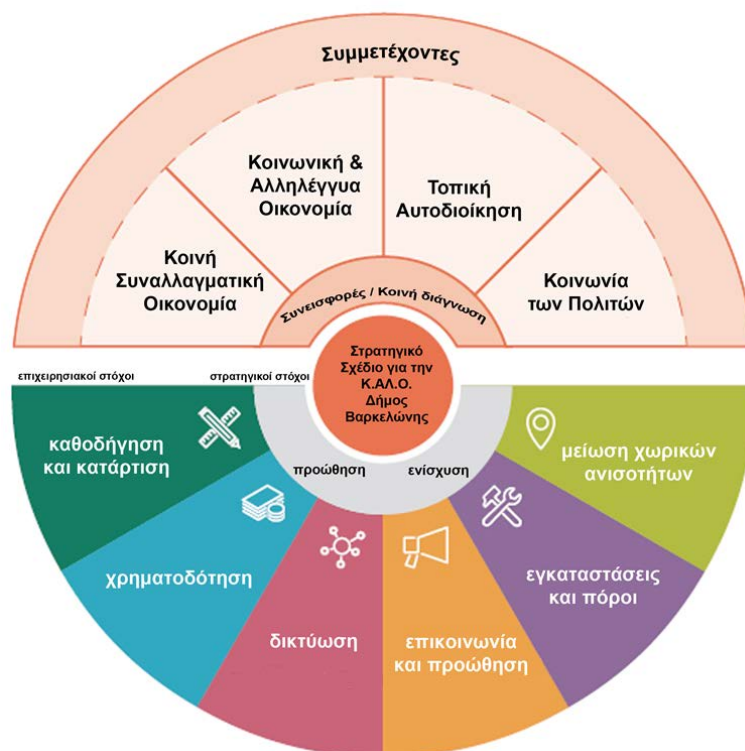 Συμμετέχοντες
Κοινωνική &
Αλληλέγγυα
Οικονομία
Τοπική
Αυτοδιοίκηση
Κοινή
Συναλλαγματική
Οικονομία
Κοινωνία
των Πολιτών
Συνεισφορές / Κοινή διάγνωση
Στρατηγικό
Σχέδιο για την
Κ.ΑΛ.Ο.
Δήμος
Βαρκελώνης
επιχειρησιακοί στόχοι
στρατηγικοί στόχοι
προώθηση
ενίσχυση
καθοδήγηση
και κατάρτιση
χρηματοδότηση
δικτύωση
επικοινωνία
και προώθηση
εγκαταστάσεις
και πόροι
μείωση χωρικών
ανισοτήτων